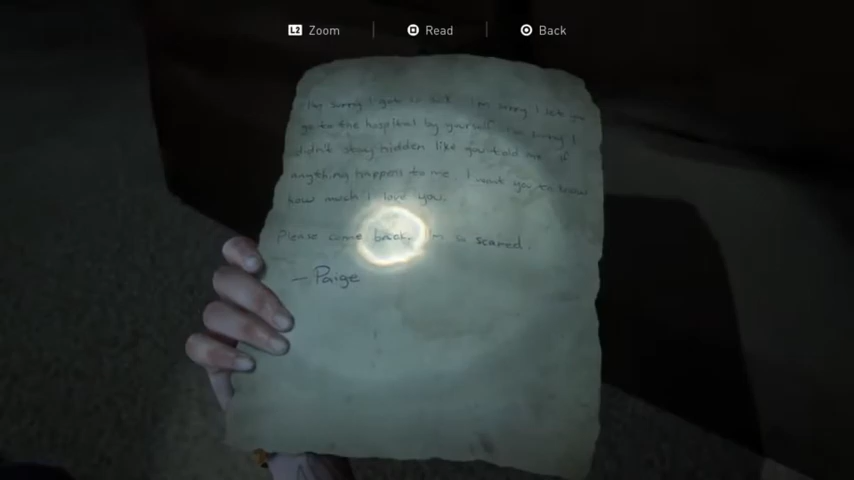 L2 Zoom
Read
Back
I'm sorry I got so sick. I'm sorry I let you
go to the hospital by yourself. I'm sorry I
didn't stay hidden like you told me. If
anything happens to me, I want you to know
how much I love you.
Please come back. I'm so scared.
— Paige